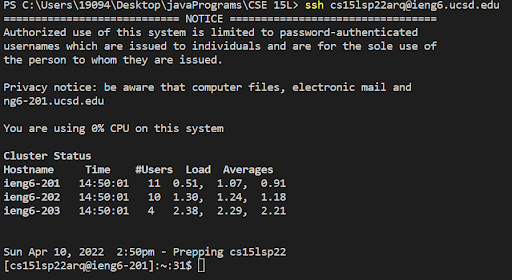 PS C:\Users\19094\Desktop\javaPrograms\CSE 15L> ssh cs15lsp22arq@ieng6.ucsd.edu
============================ NOTICE =================================
Authorized use of this system is limited to password-authenticated
usernames which are issued to individuals and are for the sole use of
the person to whom they are issued.
Privacy notice: be aware that computer files, electronic mail and
ng6-201.ucsd.edu
You are using 0% CPU on this system
Cluster Status
Hostname Time #Users Load Averages
ieng6-201 14:50:01 11 0.51, 1.07, 0.91
ieng6-202 14:50:01 10 1.30, 1.24, 1.18
ieng6-203 14:50:01 4 2.38, 2.29, 2.21
Sun Apr 10, 2022 2:50pm - Prepping cs15lsp22
[cs15lsp22arq@ieng6-201]:~:31$